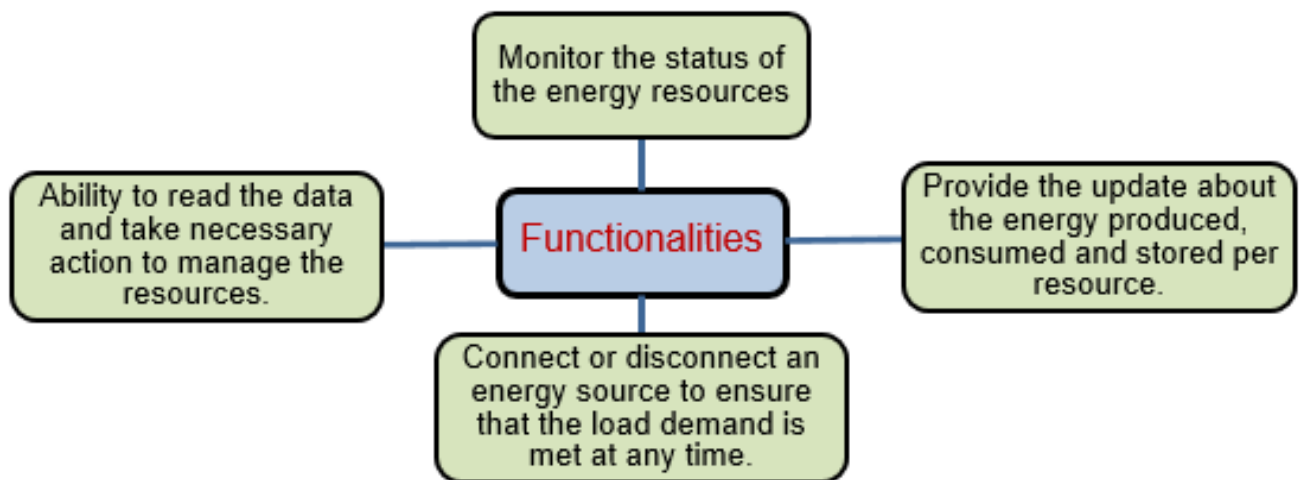 Monitor the status of
the energy resources
Ability to read the data
and take necessary
action to manage the
resources.
Functionalities
Provide the update about
the energy produced,
consumed and stored per
resource.
Connect or disconnect an
energy source to ensure
that the load demand is
met at any time.